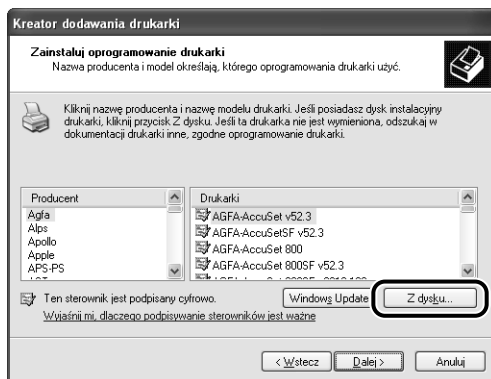 Kreator dodawania drukarki
Zainstaluj oprogramowanie drukarki
Nazwa producenta i model określają, którego oprogramowania drukarki użyć.
Kliknij nazwę producenta i nazwę modelu drukarki. Jeśli posiadasz dysk instalacyjny
drukarki, kliknij przycisk Z dysku. Jeśli ta drukarka nie jest wymieniona, odszukaj w
dokumentacji drukarki inne, zgodne oprogramowanie drukarki.
Producent
Agfa
Alps
Apollo
Apple
APS-PS
Drukarki
AGFA-AccuSet v52.3
AGFA-AccuSetSF v52.3
AGFA-AccuSet 800
AGFA-AccuSet 800SF v52.3
Ten sterownik jest podpisany cyfrowo.
Wyjaśnij mi, dlaczego podpisywanie sterowników jest ważne
Windows Update
Z dysku...
< Wstecz
Dalej >
Anuluj